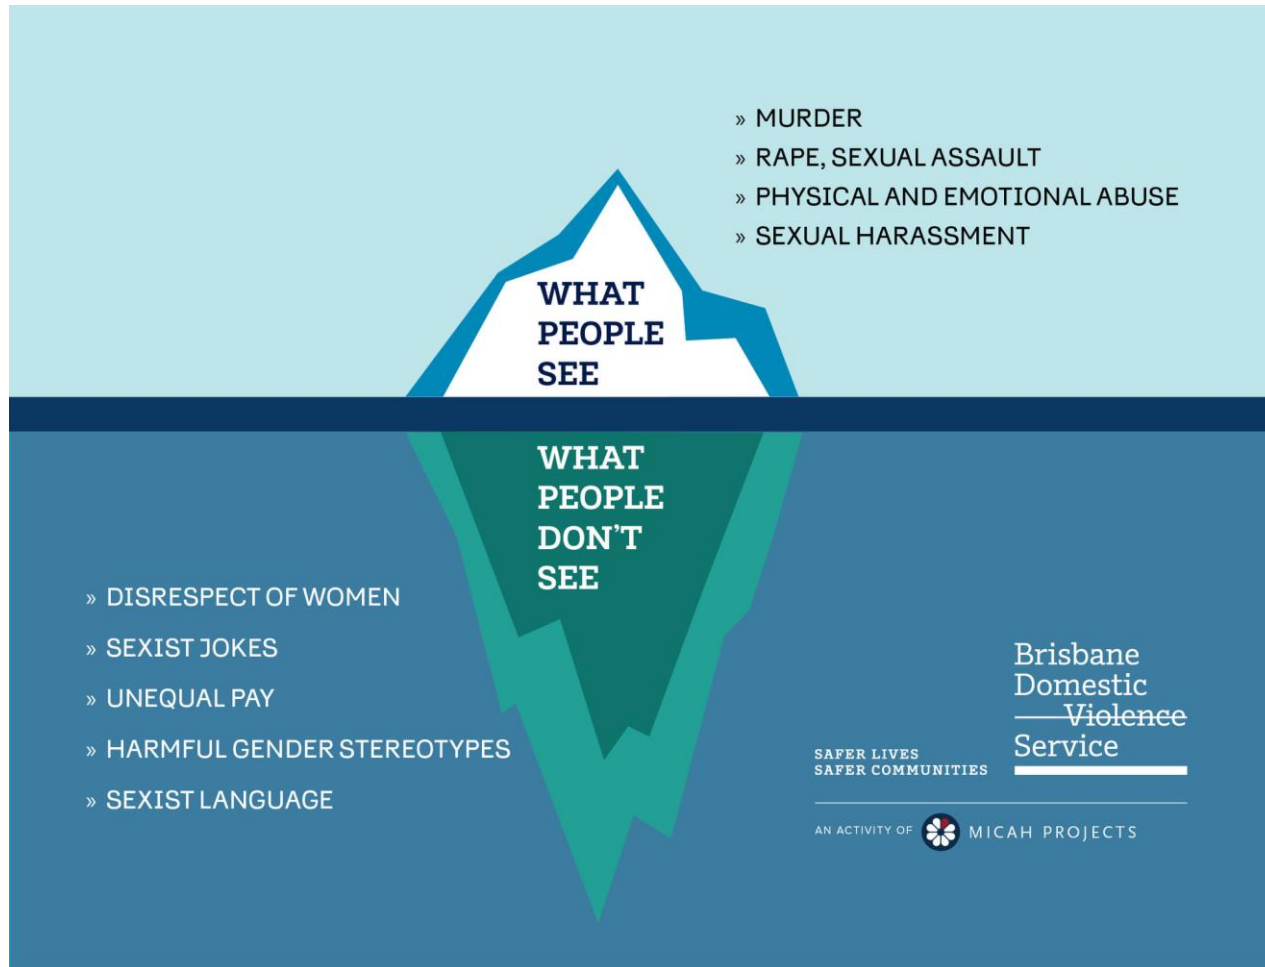 » MURDER
» RAPE, SEXUAL ASSAULT
» PHYSICAL AND EMOTIONAL ABUSE
» SEXUAL HARASSMENT
WHAT
PEOPLE
SEE
WHAT
PEOPLE
DON'T
SEE
» DISRESPECT OF WOMEN
» SEXIST JOKES
» UNEQUAL PAY
» HARMFUL GENDER STEREOTYPES
» SEXIST LANGUAGE
Brisbane
Domestic
Violence
Service
SAFER LIVES
SAFER COMMUNITIES
AN ACTIVITY OF MICAH PROJECTS